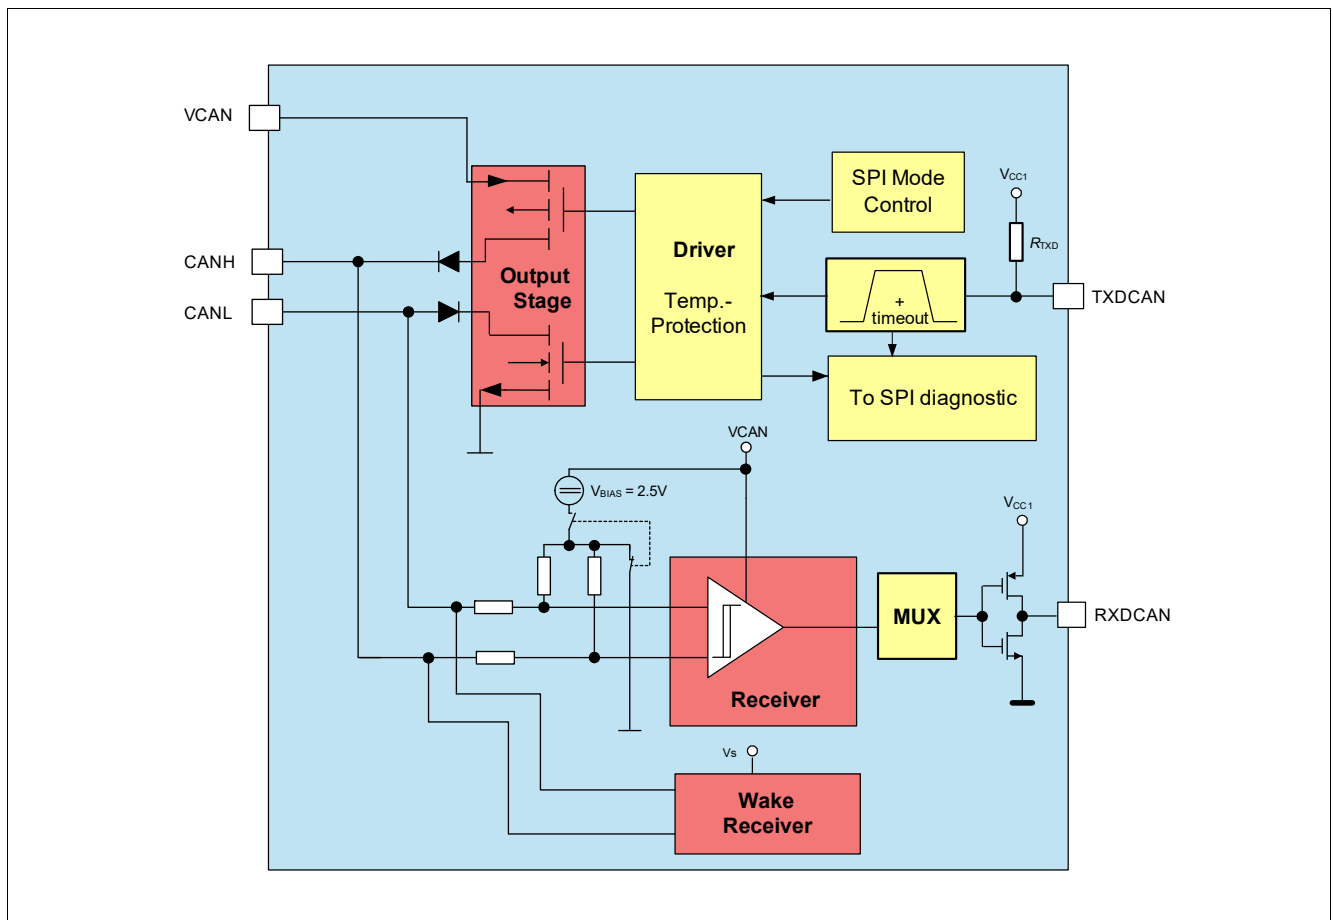 VCAN
SPI Mode
Control
VCC1
RTXD
Driver
CANH
Output
Stage
CANL
Temp.-
Protection
+
timeout
TXDCAN
To SPI diagnostic
VCAN
VBIAS = 2.5V
VCC1
MUX
RXDCAN
Receiver
Vs
Wake
Receiver